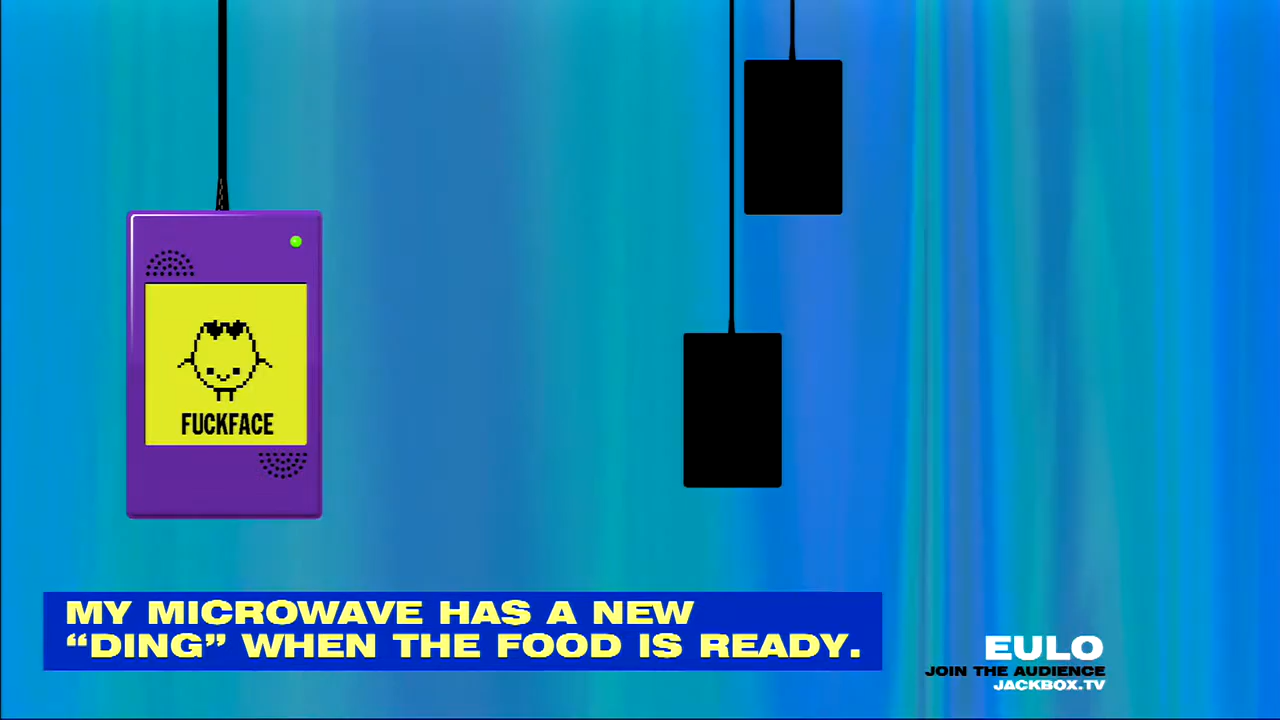 FUCKFACE
MY MICROWAVE HAS A NEW
“DING” WHEN THE FOOD IS READY.
EULO
JOIN THE AUDIENCE
JACKBOX.TV